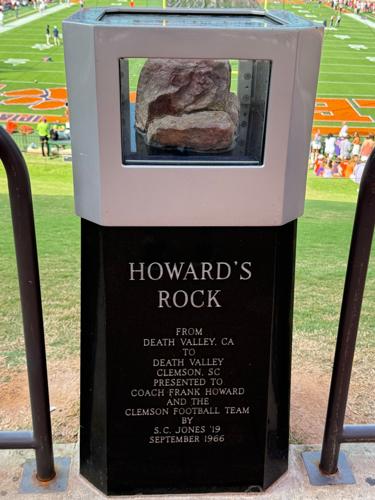 HOWARD'S
ROCK
FROM
DEATH VALLEY, CA
TO
DEATH VALLEY
CLEMSON, SC
PRESENTED TO
COACH FRANK HOWARD
AND THE
CLEMSON FOOTBALL TEAM
BY
S.C. JONES '19
SEPTEMBER 1966